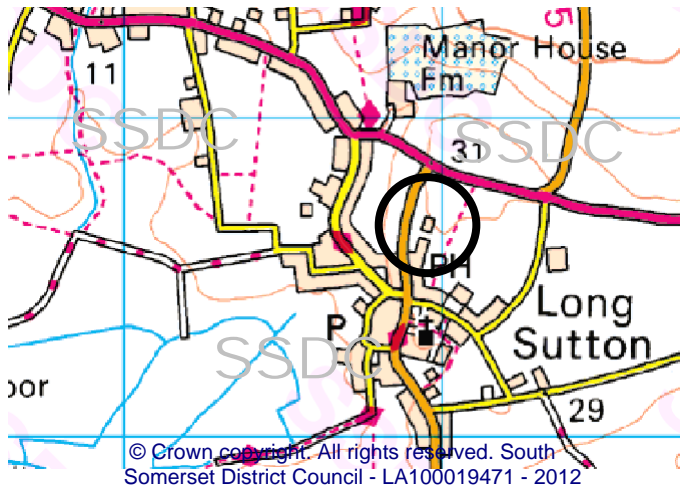 5
Manor House
Fm
11
SSDC
31
SSDC
PH
Long
Sutton
P
SSDC
oor
29
© Crown copyright. All rights reserved. South
Somerset District Council - LA100019471 - 2012